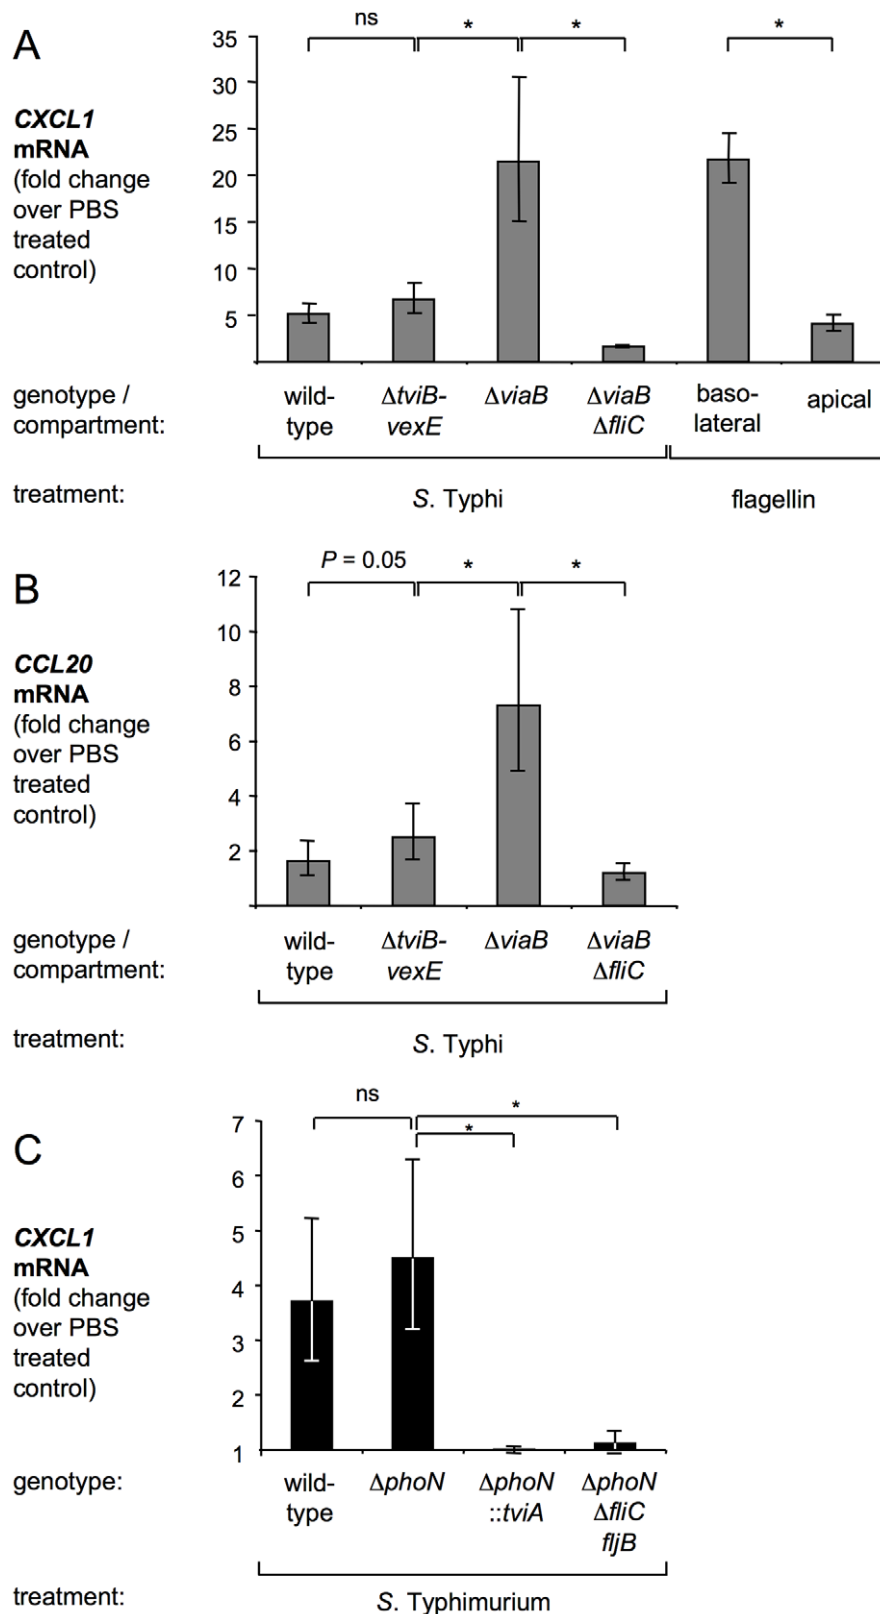 A
CXCL1
mRNA
(fold change
over PBS
treated
control)
ns * * *
35
30
25
20
15
10
5
genotype /
compartment:
wild-
type
ΔtviB-
vexE
ΔviaB
ΔviaB
ΔfliC
baso-
lateral
apical
treatment:
S. Typhi
flagellin
B
CCL20
mRNA
(fold change
over PBS
treated
control)
P = 0.05 * *
12
10
8
6
4
2
genotype /
compartment:
wild-
type
ΔtviB-
vexE
ΔviaB
ΔviaB
ΔfliC
treatment:
S. Typhi
C
CXCL1
mRNA
(fold change
over PBS
treated
control)
ns
*
*
7
6
5
4
3
2
1
genotype:
wild-
type
ΔphoN
ΔphoN
::tviA
ΔphoN
ΔfliC
fljB
treatment:
S. Typhimurium